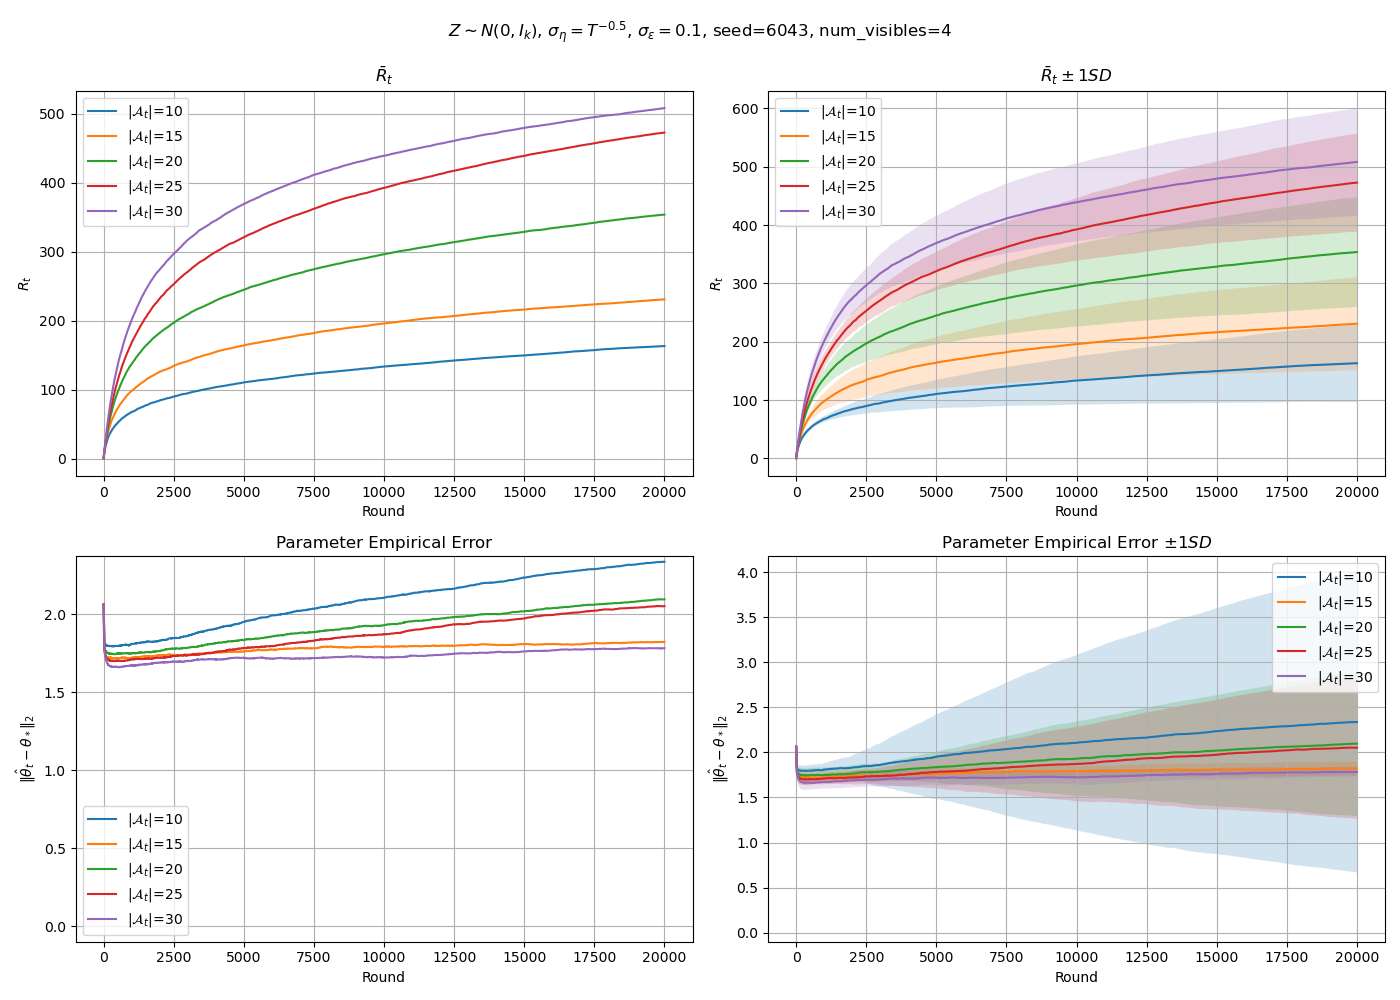 Z ∼ N(0, I_k), σ_η = T^{−0.5}, σ_ε = 0.1, seed=6043, num_visibles=4
R̄_t
R_t
500
400
300
200
100
0
|𝒜_t|=10
|𝒜_t|=15
|𝒜_t|=20
|𝒜_t|=25
|𝒜_t|=30
0 2500 5000 7500 10000 12500 15000 17500 20000
Round
R̄_t ± 1SD
R_t
600
500
400
300
200
100
0
|𝒜_t|=10
|𝒜_t|=15
|𝒜_t|=20
|𝒜_t|=25
|𝒜_t|=30
0 2500 5000 7500 10000 12500 15000 17500 20000
Round
Parameter Empirical Error
‖θ̂_t − θ_*‖_2
2.0
1.5
1.0
0.5
0.0
|𝒜_t|=10
|𝒜_t|=15
|𝒜_t|=20
|𝒜_t|=25
|𝒜_t|=30
0 2500 5000 7500 10000 12500 15000 17500 20000
Round
Parameter Empirical Error ±1SD
‖θ̂_t − θ_*‖_2
4.0
3.5
3.0
2.5
2.0
1.5
1.0
0.5
0.0
|𝒜_t|=10
|𝒜_t|=15
|𝒜_t|=20
|𝒜_t|=25
|𝒜_t|=30
0 2500 5000 7500 10000 12500 15000 17500 20000
Round